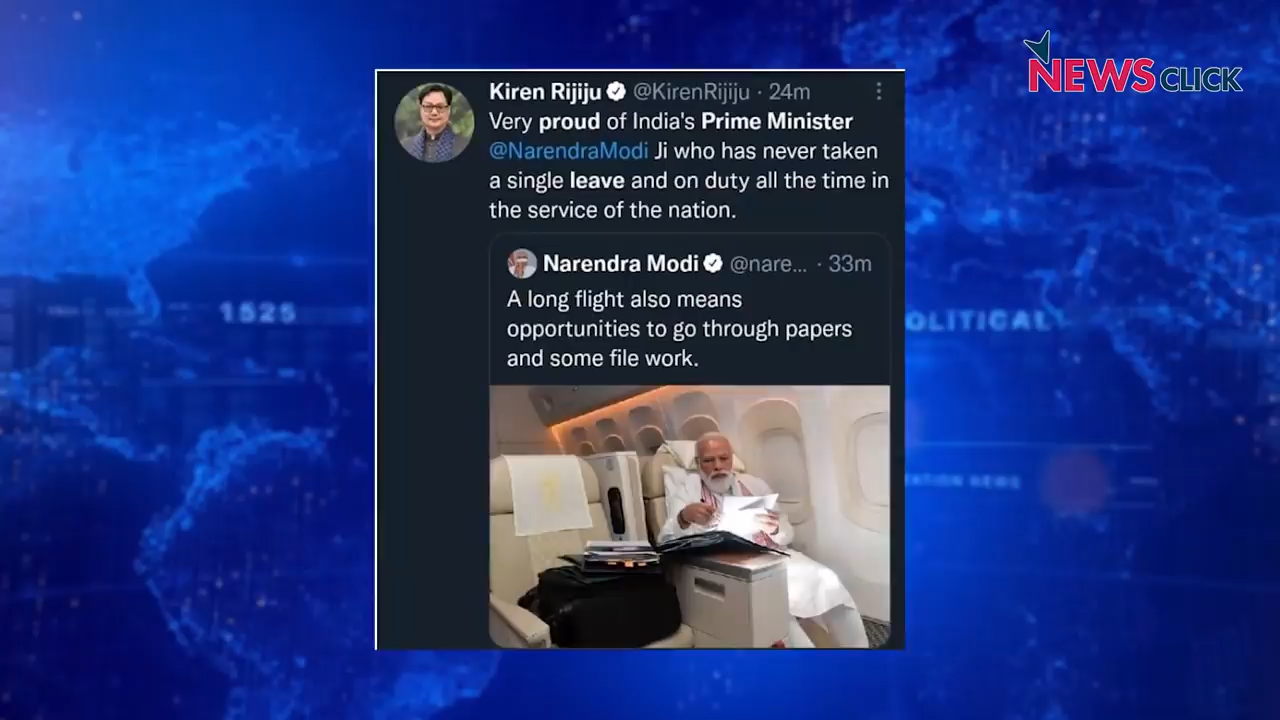 NEWSCLICK
Kiren Rijiju @KirenRijiju · 24m
Very proud of India's Prime Minister
@NarendraModi Ji who has never taken
a single leave and on duty all the time in
the service of the nation.
Narendra Modi @nare... · 33m
A long flight also means
opportunities to go through papers
and some file work.
1525
OLITICAL
ATION NEWS